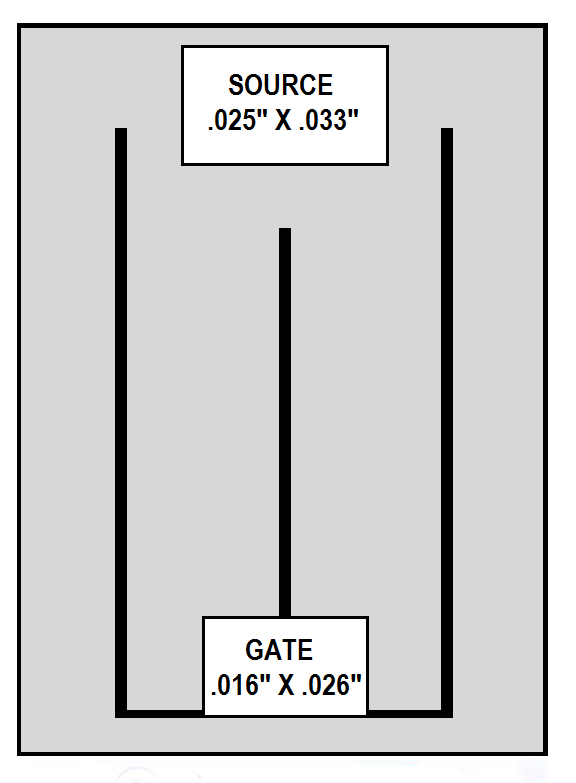 SOURCE
.025" X .033"
GATE
.016" X .026"